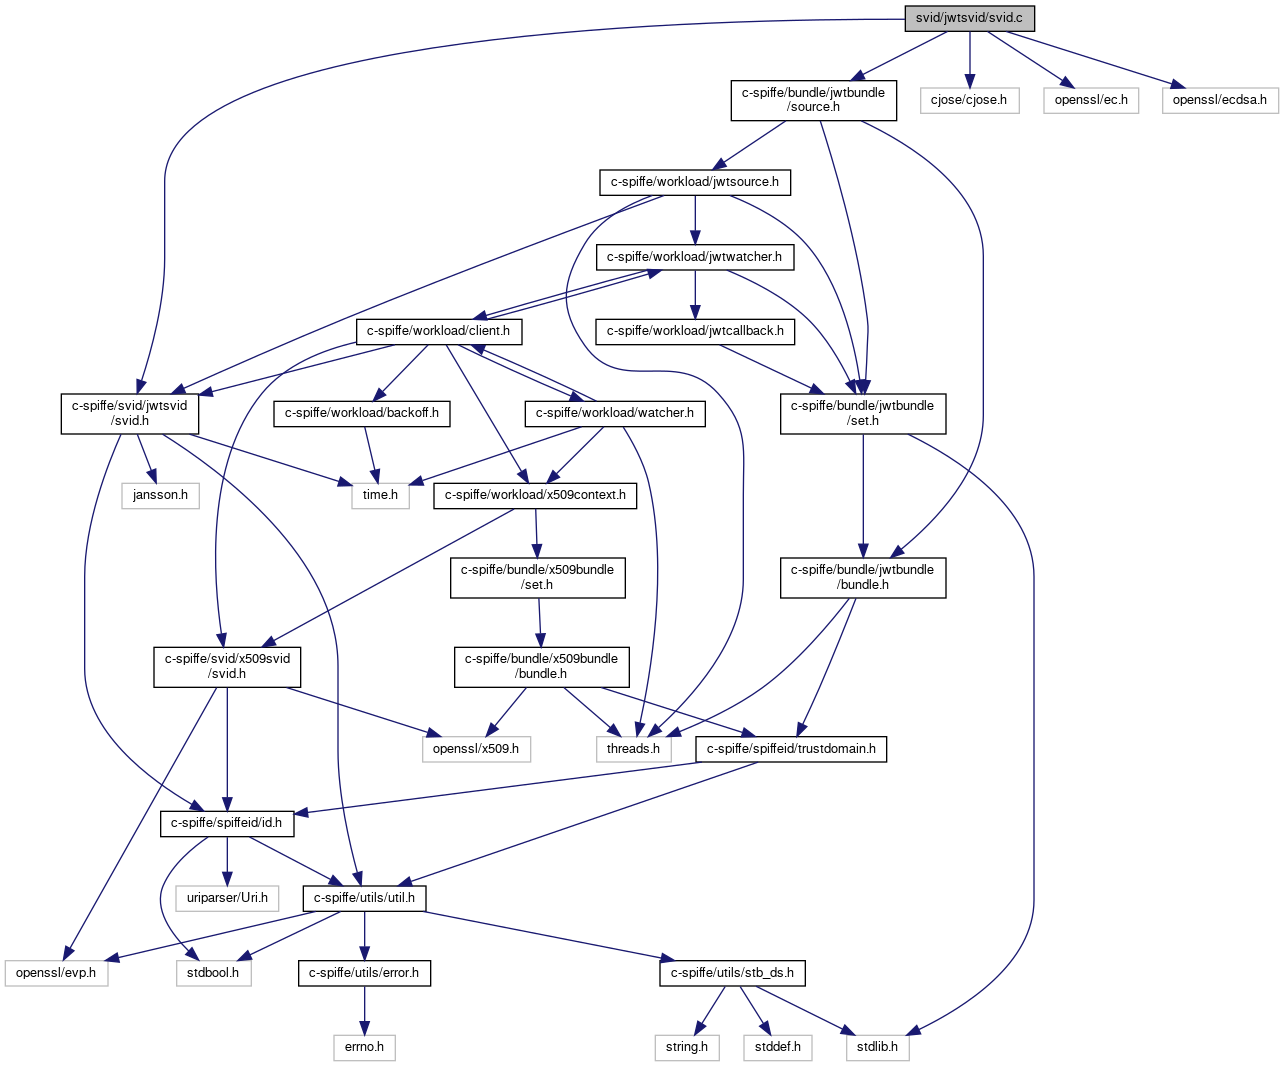 svid/jwtsvid/svid.c
c-spiffe/bundle/jwtbundle
/source.h
cjose/cjose.h
openssl/ec.h
openssl/ecdsa.h
c-spiffe/workload/jwtsource.h
c-spiffe/workload/jwtwatcher.h
c-spiffe/workload/client.h
c-spiffe/workload/jwtcallback.h
c-spiffe/svid/jwtsvid
/svid.h
c-spiffe/workload/backoff.h
c-spiffe/workload/watcher.h
c-spiffe/bundle/jwtbundle
/set.h
jansson.h
time.h
c-spiffe/workload/x509context.h
c-spiffe/bundle/x509bundle
/set.h
c-spiffe/bundle/jwtbundle
/bundle.h
c-spiffe/svid/x509svid
/svid.h
c-spiffe/bundle/x509bundle
/bundle.h
openssl/x509.h
threads.h
c-spiffe/spiffeid/trustdomain.h
c-spiffe/spiffeid/id.h
uriparser/Uri.h
c-spiffe/utils/util.h
openssl/evp.h
stdbool.h
c-spiffe/utils/error.h
c-spiffe/utils/stb_ds.h
errno.h
string.h
stddef.h
stdlib.h